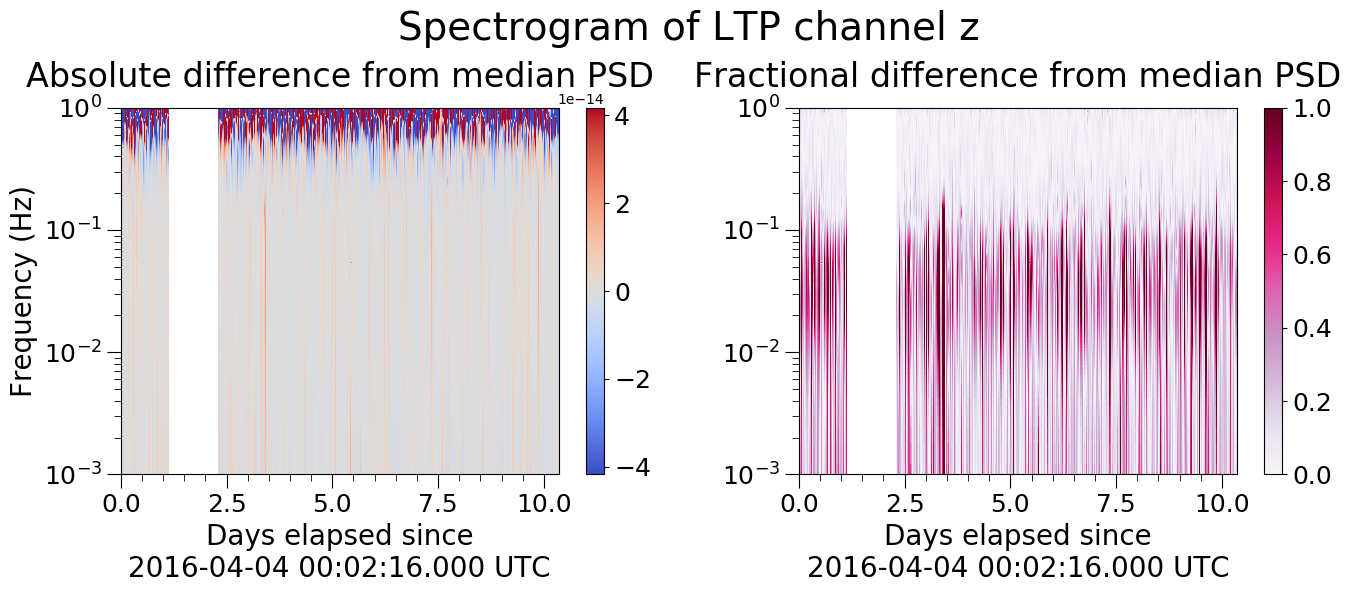 Spectrogram of LTP channel z
Absolute difference from median PSD
1e−14
Frequency (Hz)
10⁰
10⁻¹
10⁻²
10⁻³
0.0 2.5 5.0 7.5 10.0
Days elapsed since
2016-04-04 00:02:16.000 UTC
4
2
0
−2
−4
Fractional difference from median PSD
10⁰
10⁻¹
10⁻²
10⁻³
0.0 2.5 5.0 7.5 10.0
Days elapsed since
2016-04-04 00:02:16.000 UTC
1.0
0.8
0.6
0.4
0.2
0.0